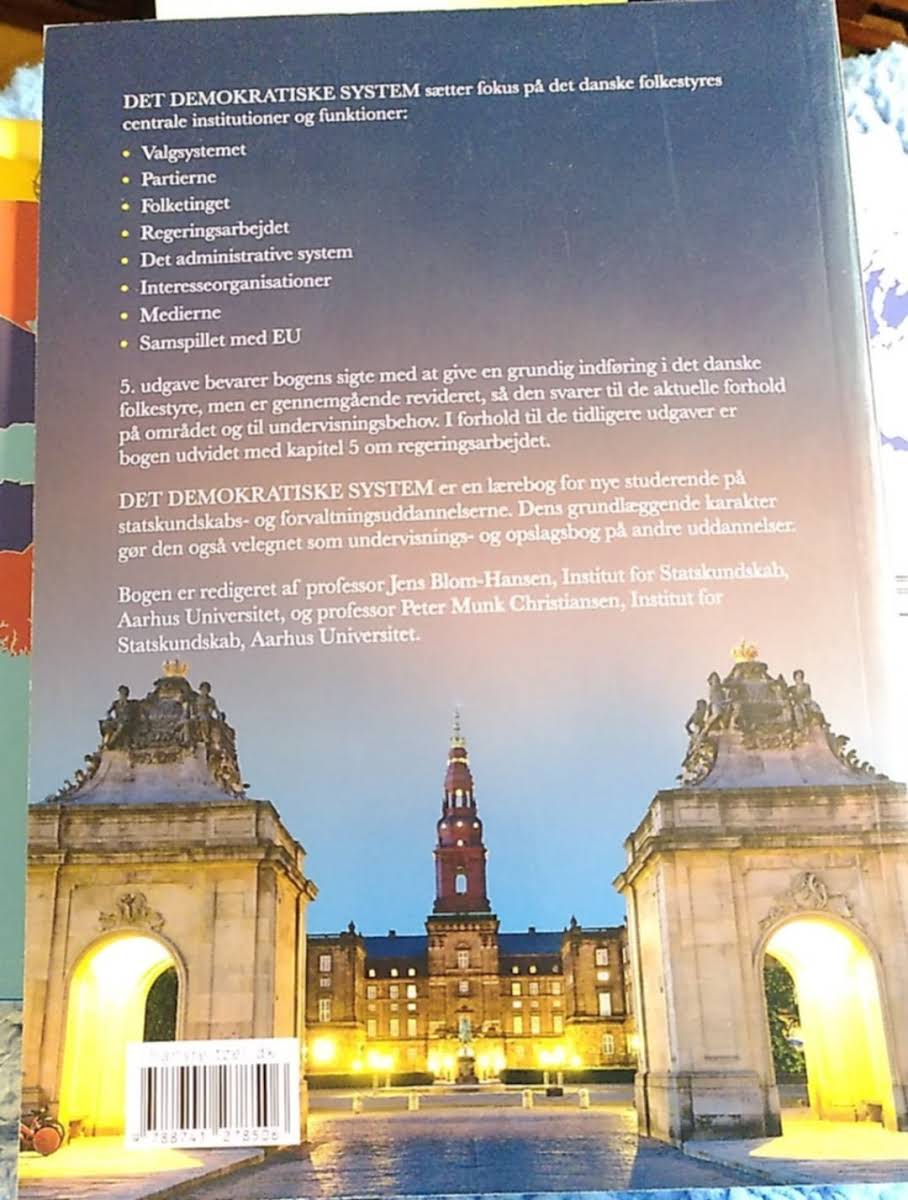 DET DEMOKRATISKE SYSTEM sætter fokus på det danske folkestyres
centrale institutioner og funktioner:
• Valgsystemet
• Partierne
• Folketinget
• Regeringsarbejdet
• Det administrative system
• Interesseorganisationer
• Medierne
• Samspillet med EU
5. udgave bevarer bogens sigte med at give en grundig indføring i det danske
folkestyre, men er gennemgående revideret, så den svarer til de aktuelle forhold
på området og til undervisningsbehov. I forhold til de tidligere udgaver er
bogen udvidet med kapitel 5 om regeringsarbejdet.
DET DEMOKRATISKE SYSTEM er en lærebog for nye studerende på
statskundskabs- og forvaltningsuddannelserne. Dens grundlæggende karakter
gør den også velegnet som undervisnings- og opslagsbog på andre uddannelser.
Bogen er redigeret af professor Jens Blom-Hansen, Institut for Statskundskab,
Aarhus Universitet, og professor Peter Munk Christiansen, Institut for
Statskundskab, Aarhus Universitet.
9 788741 278506